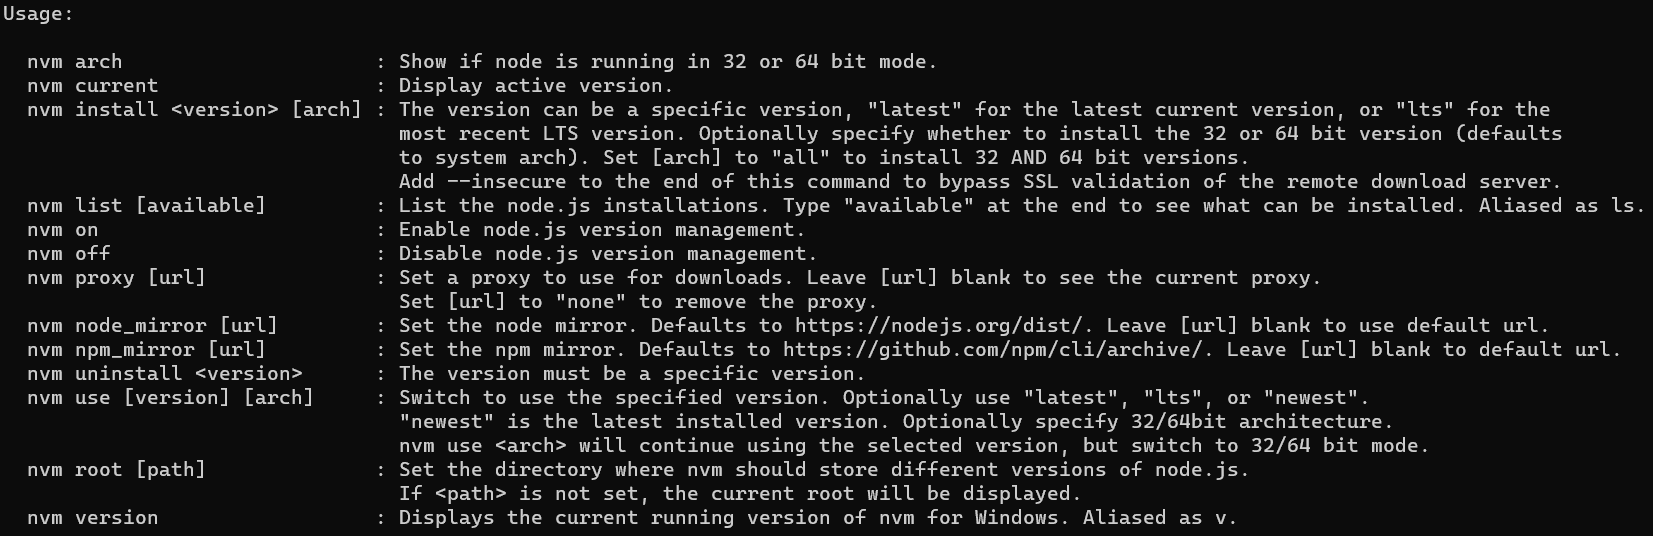 Usage:
nvm arch : Show if node is running in 32 or 64 bit mode.
nvm current : Display active version.
nvm install <version> [arch] : The version can be a specific version, "latest" for the latest current version, or "lts" for the
most recent LTS version. Optionally specify whether to install the 32 or 64 bit version (defaults
to system arch). Set [arch] to "all" to install 32 AND 64 bit versions.
Add --insecure to the end of this command to bypass SSL validation of the remote download server.
nvm list [available] : List the node.js installations. Type "available" at the end to see what can be installed. Aliased as ls.
nvm on : Enable node.js version management.
nvm off : Disable node.js version management.
nvm proxy [url] : Set a proxy to use for downloads. Leave [url] blank to see the current proxy.
Set [url] to "none" to remove the proxy.
nvm node_mirror [url] : Set the node mirror. Defaults to https://nodejs.org/dist/. Leave [url] blank to use default url.
nvm npm_mirror [url] : Set the npm mirror. Defaults to https://github.com/npm/cli/archive/. Leave [url] blank to default url.
nvm uninstall <version> : The version must be a specific version.
nvm use [version] [arch] : Switch to use the specified version. Optionally use "latest", "lts", or "newest".
"newest" is the latest installed version. Optionally specify 32/64bit architecture.
nvm use <arch> will continue using the selected version, but switch to 32/64 bit mode.
nvm root [path] : Set the directory where nvm should store different versions of node.js.
If <path> is not set, the current root will be displayed.
nvm version : Displays the current running version of nvm for Windows. Aliased as v.